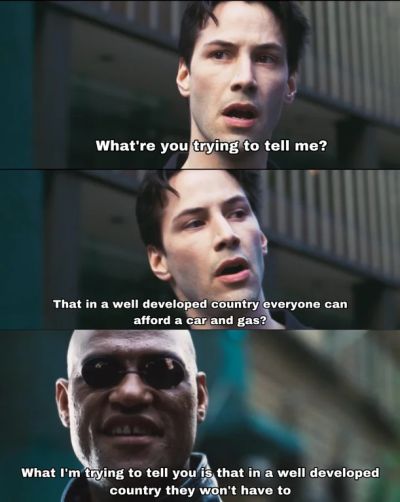 What're you trying to tell me?
That in a well developed country everyone can
afford a car and gas?
What I'm trying to tell you is that in a well developed
country they won't have to